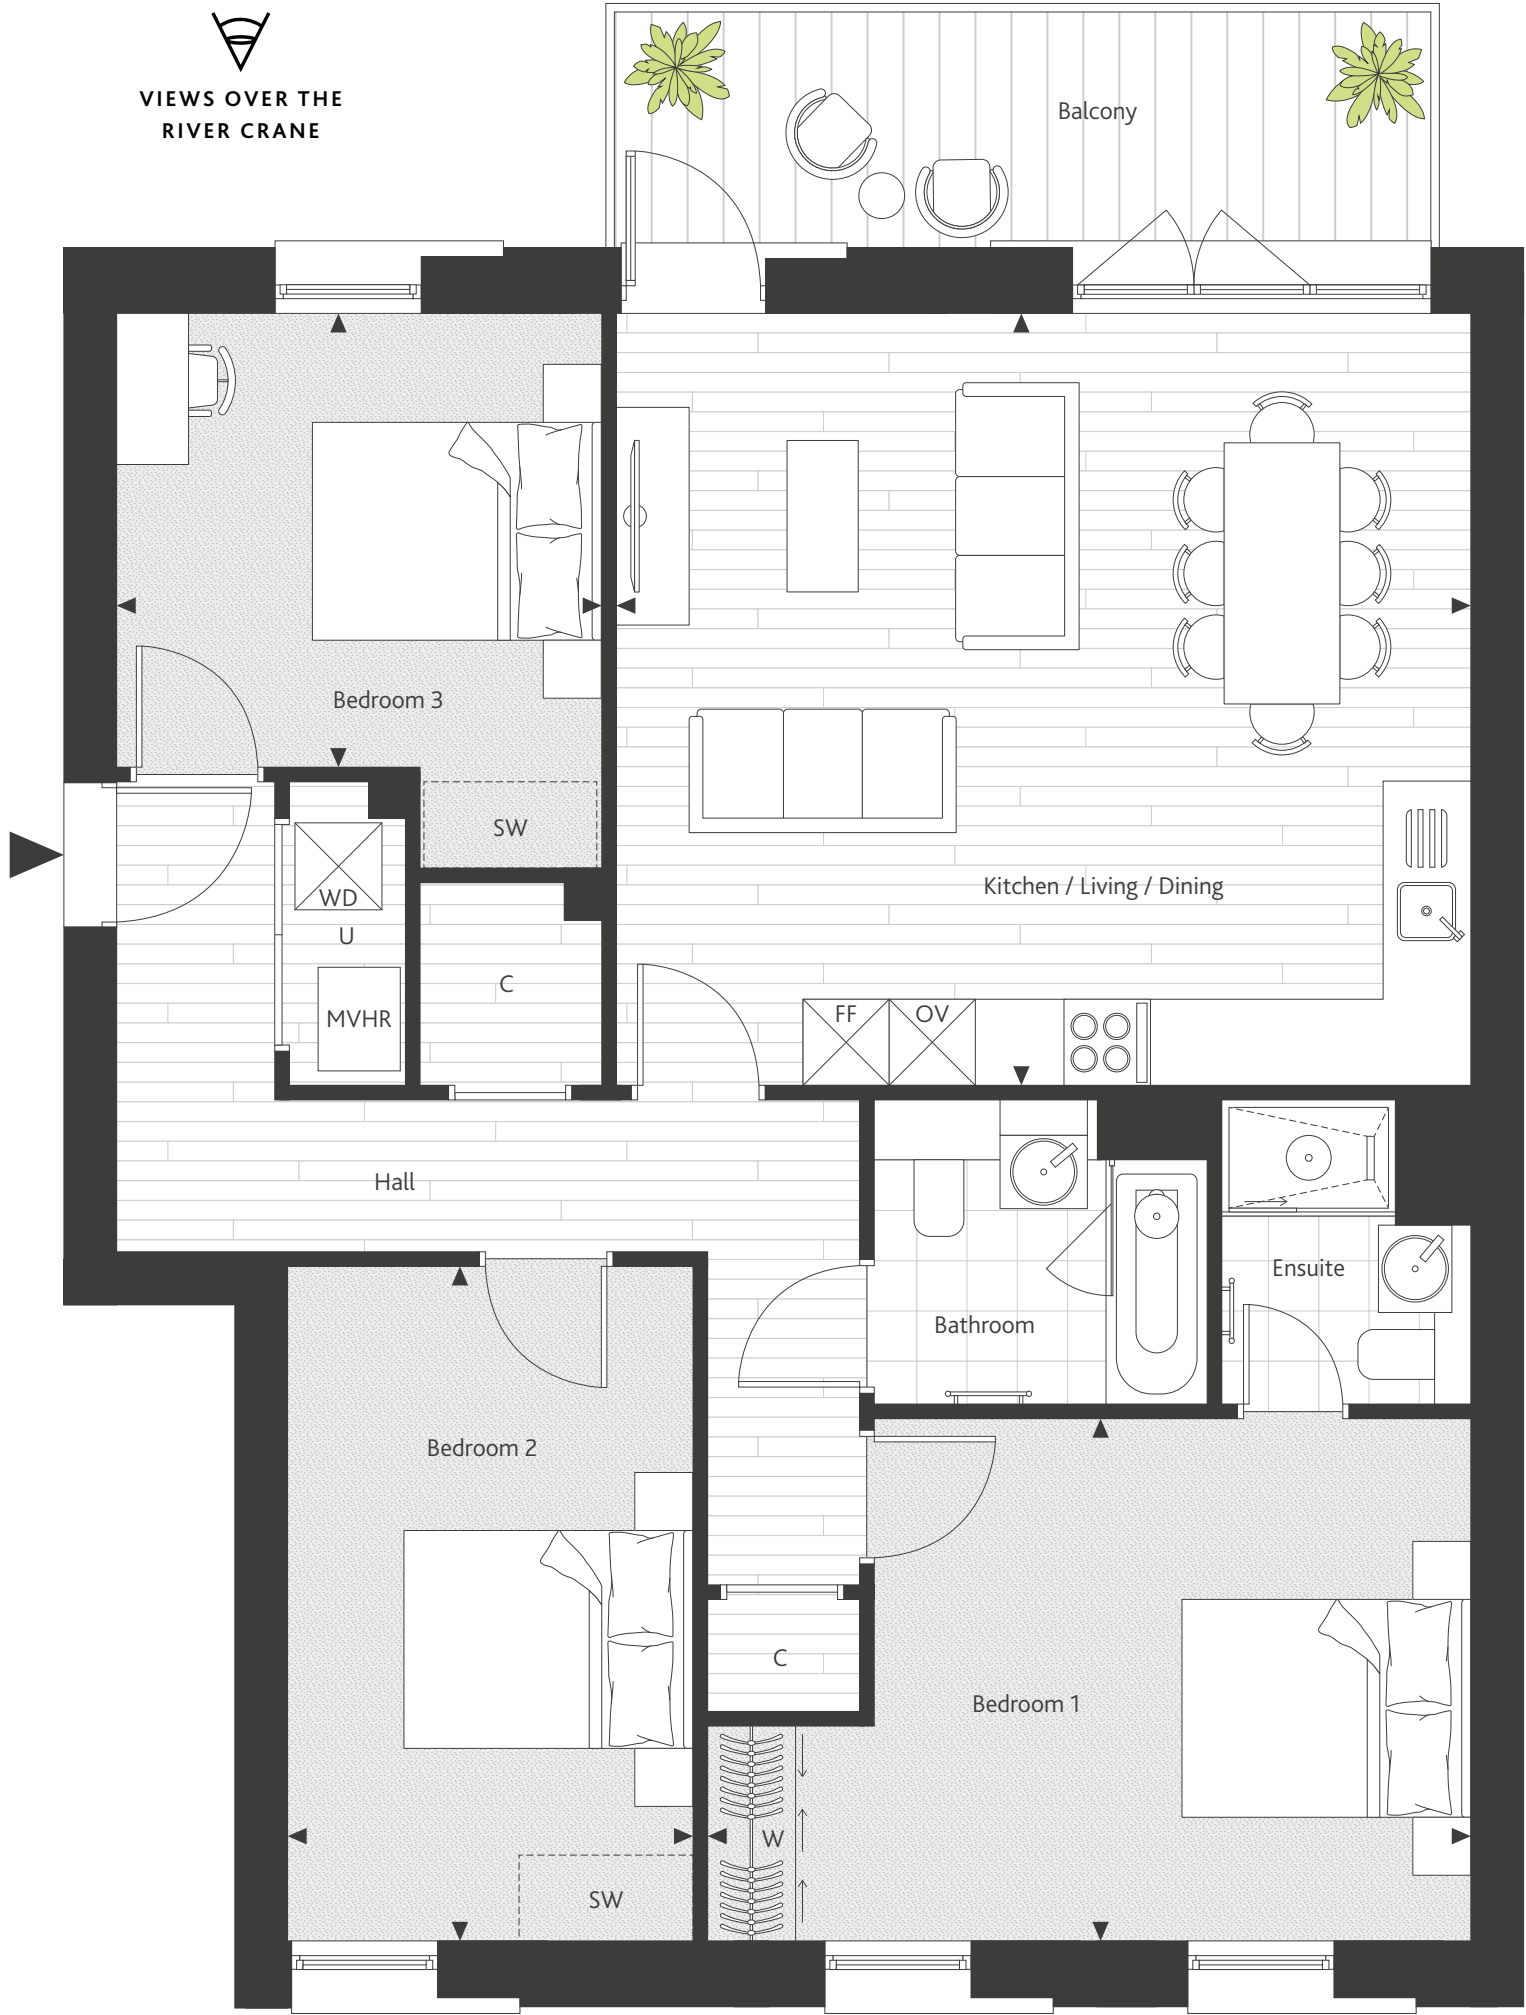 VIEWS OVER THE
RIVER CRANE
Balcony
Bedroom 3
SW
WD
U
MVHR
C
Kitchen / Living / Dining
FF
OV
Hall
Ensuite
Bathroom
Bedroom 2
C
Bedroom 1
W
SW